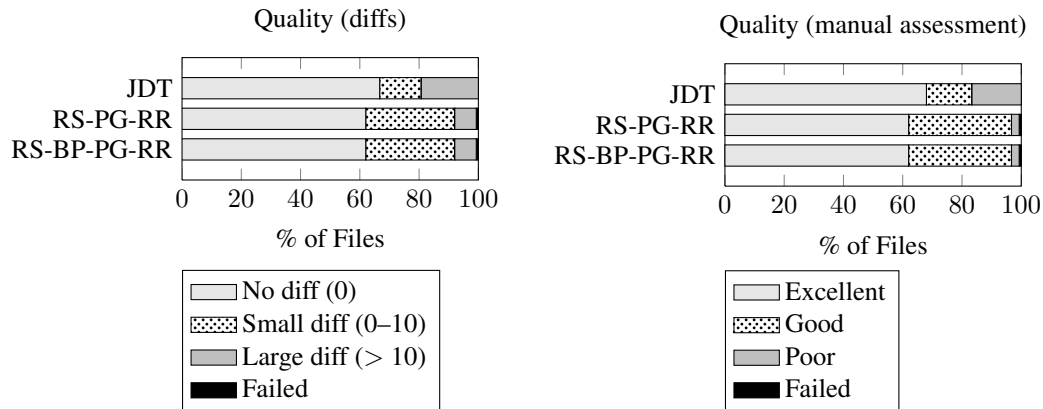 Quality (diffs)
JDT
RS-PG-RR
RS-BP-PG-RR
0 20 40 60 80 100
% of Files
No diff (0)
Small diff (0–10)
Large diff (> 10)
Failed
Quality (manual assessment)
JDT
RS-PG-RR
RS-BP-PG-RR
0 20 40 60 80 100
% of Files
Excellent
Good
Poor
Failed